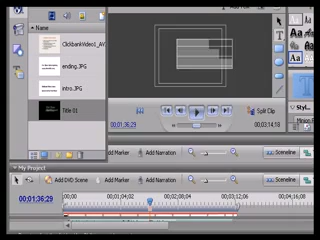 Name
ClickbankVideo1_AV
ending.JPG
intro.JPG
Title 01
00;01;36;29
Split Clip
00;03;14;18
Styl...
Add Marker
Add Narration
Sceneline
My Project
Add DVD Scene
Add Marker
Add Narration
Sceneline
00;01;36;29
00;00
00;01;04;02
00;02;08;04
00;03;12;06
00;04;16;08